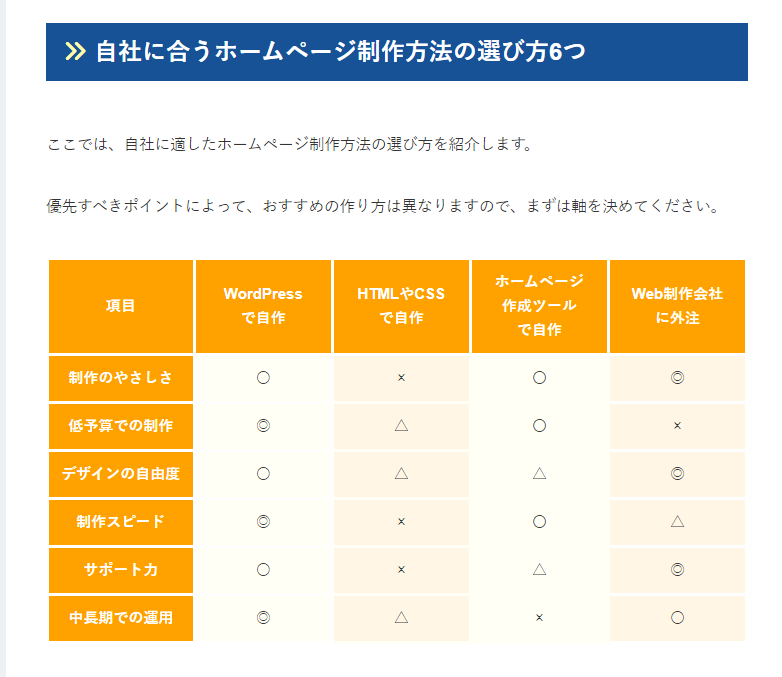 自社に合うホームページ制作方法の選び方6つ
ここでは、自社に適したホームページ制作方法の選び方を紹介します。
優先すべきポイントによって、おすすめの作り方は異なりますので、まずは軸を決めてください。
項目 WordPressで自作 HTMLやCSSで自作 ホームページ作成ツールで自作 Web制作会社に外注
制作のやさしさ 〇 × 〇 ◎
低予算での制作 ◎ △ 〇 ×
デザインの自由度 〇 △ △ ◎
制作スピード ◎ × 〇 △
サポート力 〇 × △ ◎
中長期での運用 ◎ △ × 〇